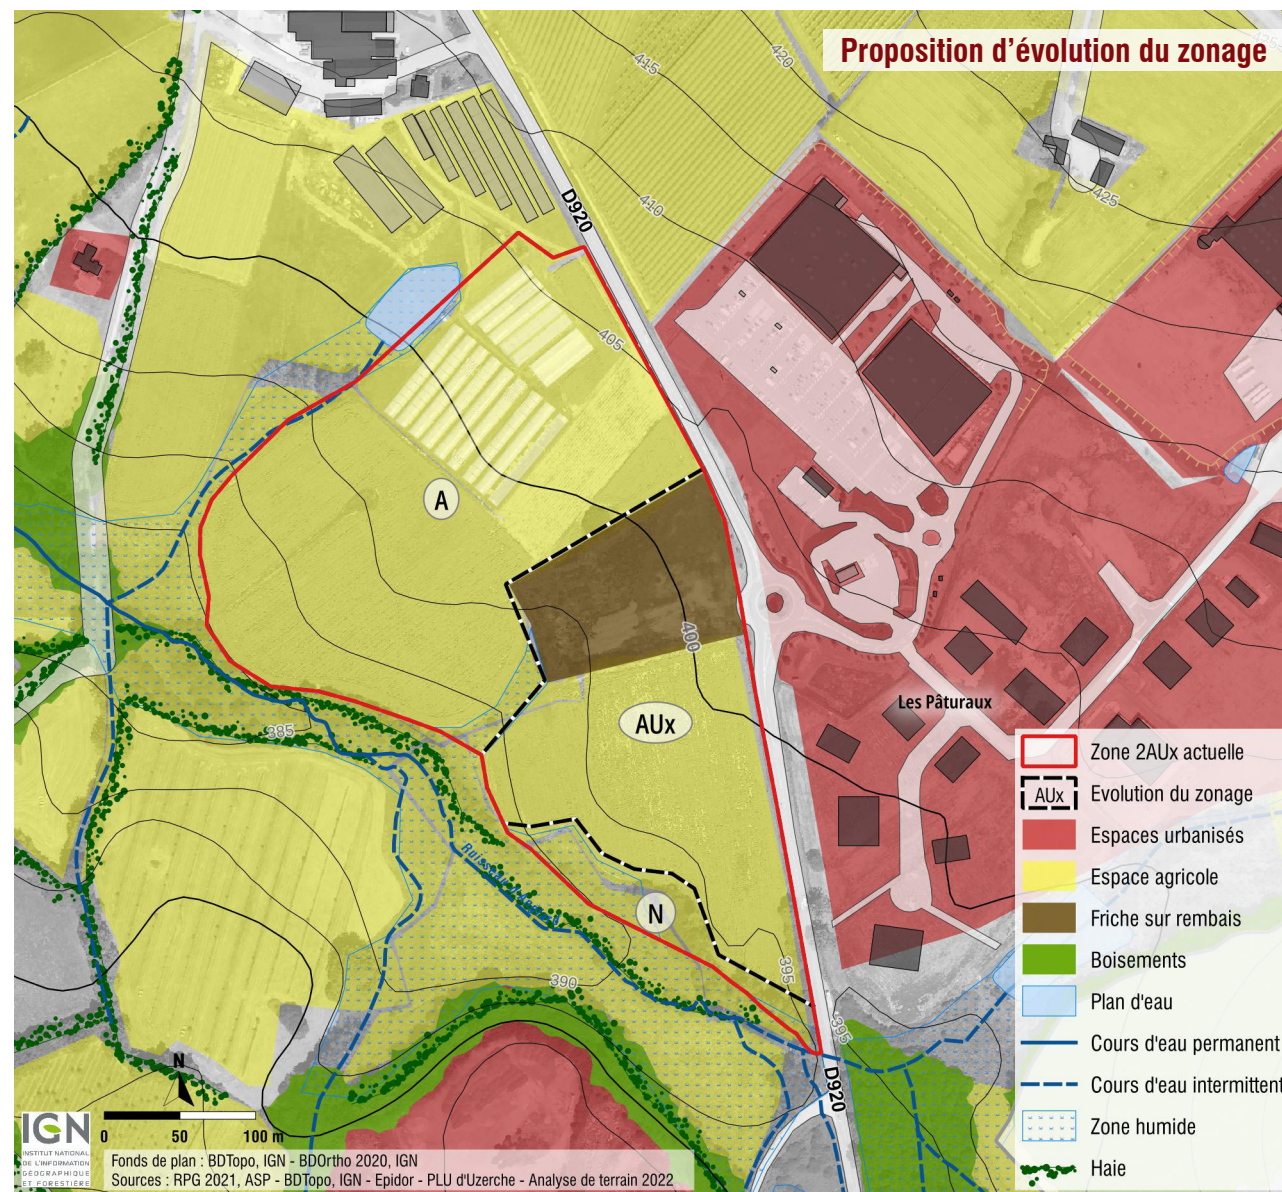 Proposition d'évolution du zonage
415
420
425
425
410
D920
405
A
400
AUx
Les Pâturaux
385
N
390
395
395
D920
Zone 2AUx actuelle
AUx Evolution du zonage
Espaces urbanisés
Espace agricole
Friche sur rembais
Boisements
Plan d'eau
Cours d'eau permanent
Cours d'eau intermittent
Zone humide
Haie
N
0 50 100 m
IGN
INSTITUT NATIONAL
DE L'INFORMATION
GÉOGRAPHIQUE
ET FORESTIÈRE
Fonds de plan : BDTopo, IGN - BDOrtho 2020, IGN
Sources : RPG 2021, ASP - BDTopo, IGN - Epidor - PLU d'Uzerche - Analyse de terrain 2022